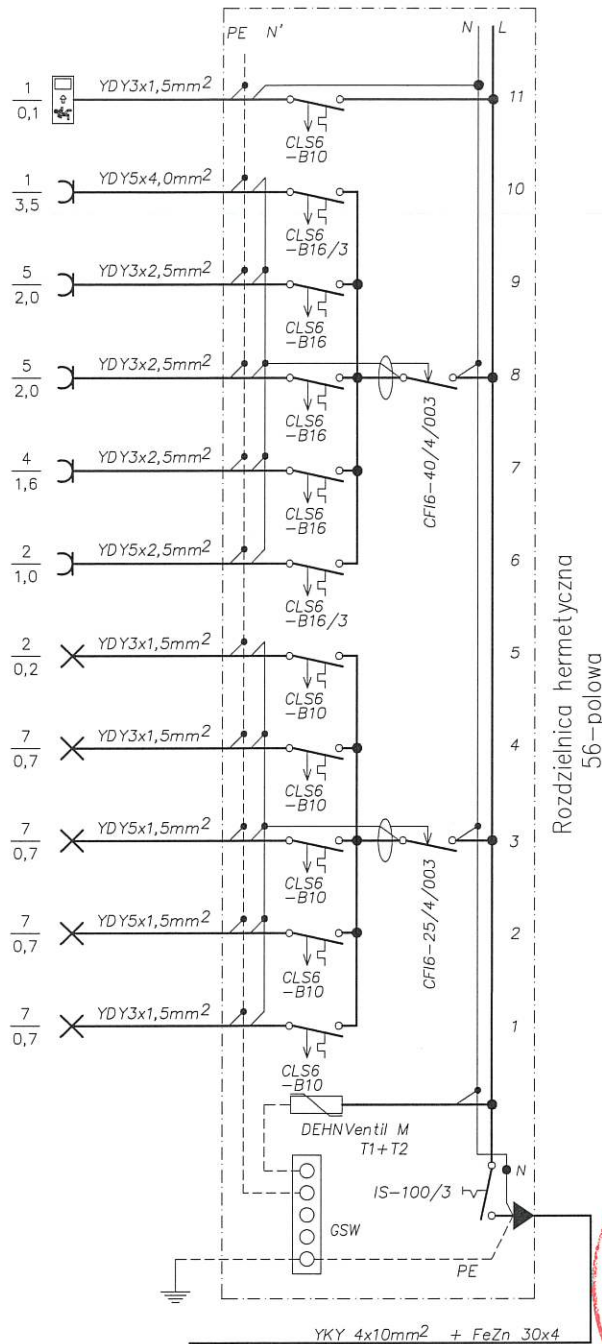 PE N' N L
1 YDY3x1,5mm² 11
0,1
CLS6
-B10
1 YDY5x4,0mm² 10
3,5
CLS6
-B16/3
5 YDY3x2,5mm² 9
2,0
CLS6
-B16
5 YDY3x2,5mm² 8
2,0
CLS6
-B16
CFI6-40/4/003
4 YDY3x2,5mm² 7
1,6
CLS6
-B16
2 YDY5x2,5mm² 6
1,0
CLS6
-B16/3
2 YDY3x1,5mm² 5
0,2
CLS6
-B10
7 YDY3x1,5mm² 4
0,7
CLS6
-B10
7 YDY5x1,5mm² 3
0,7
CLS6
-B10
CFI6-25/4/003
7 YDY5x1,5mm² 2
0,7
CLS6
-B10
7 YDY3x1,5mm² 1
0,7
CLS6
-B10
Rozdzielnica hermetyczna
56-polowa
DEHNVentil M
T1+T2
N
IS-100/3
GSW
PE
YKY 4x10mm² + FeZn 30x4